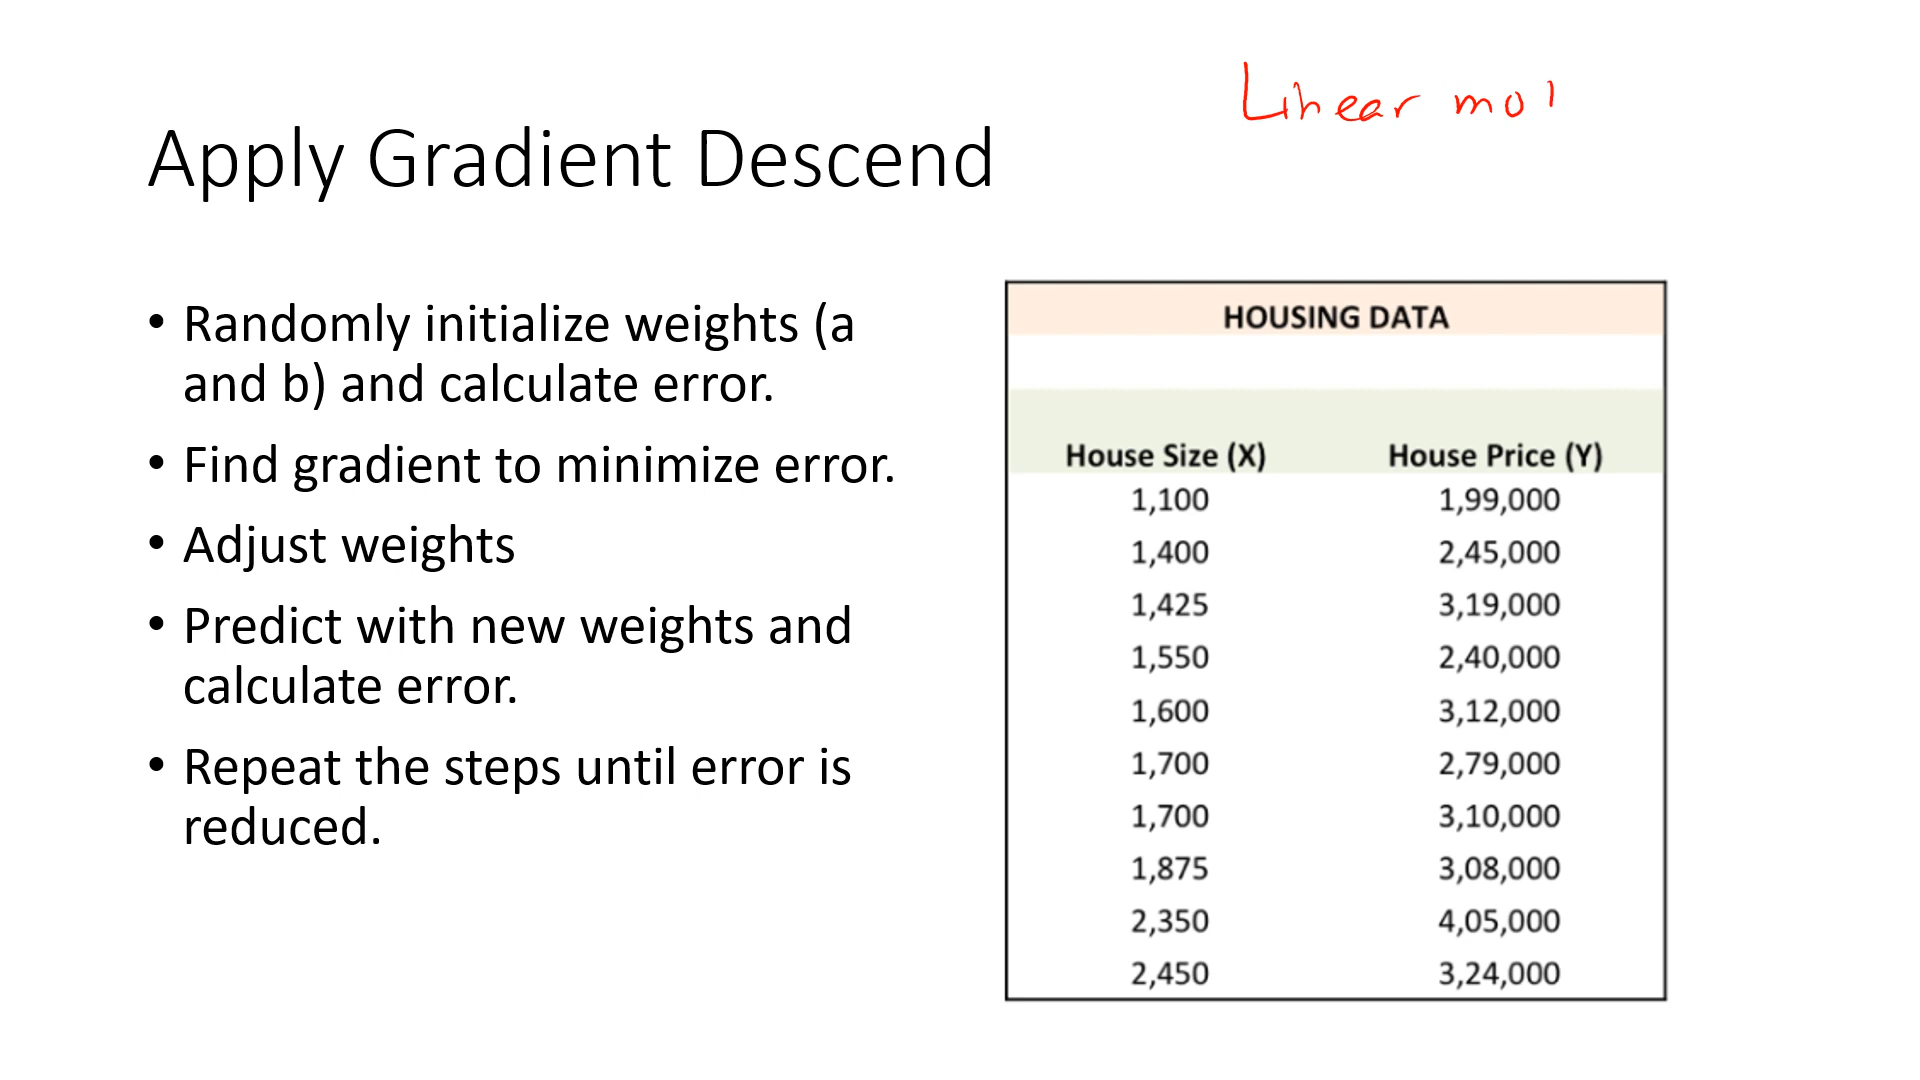 Linear mo
Apply Gradient Descend
• Randomly initialize weights (a
and b) and calculate error.
• Find gradient to minimize error.
• Adjust weights
• Predict with new weights and
calculate error.
• Repeat the steps until error is
reduced.
HOUSING DATA
House Size (X) House Price (Y)
1,100 1,99,000
1,400 2,45,000
1,425 3,19,000
1,550 2,40,000
1,600 3,12,000
1,700 2,79,000
1,700 3,10,000
1,875 3,08,000
2,350 4,05,000
2,450 3,24,000